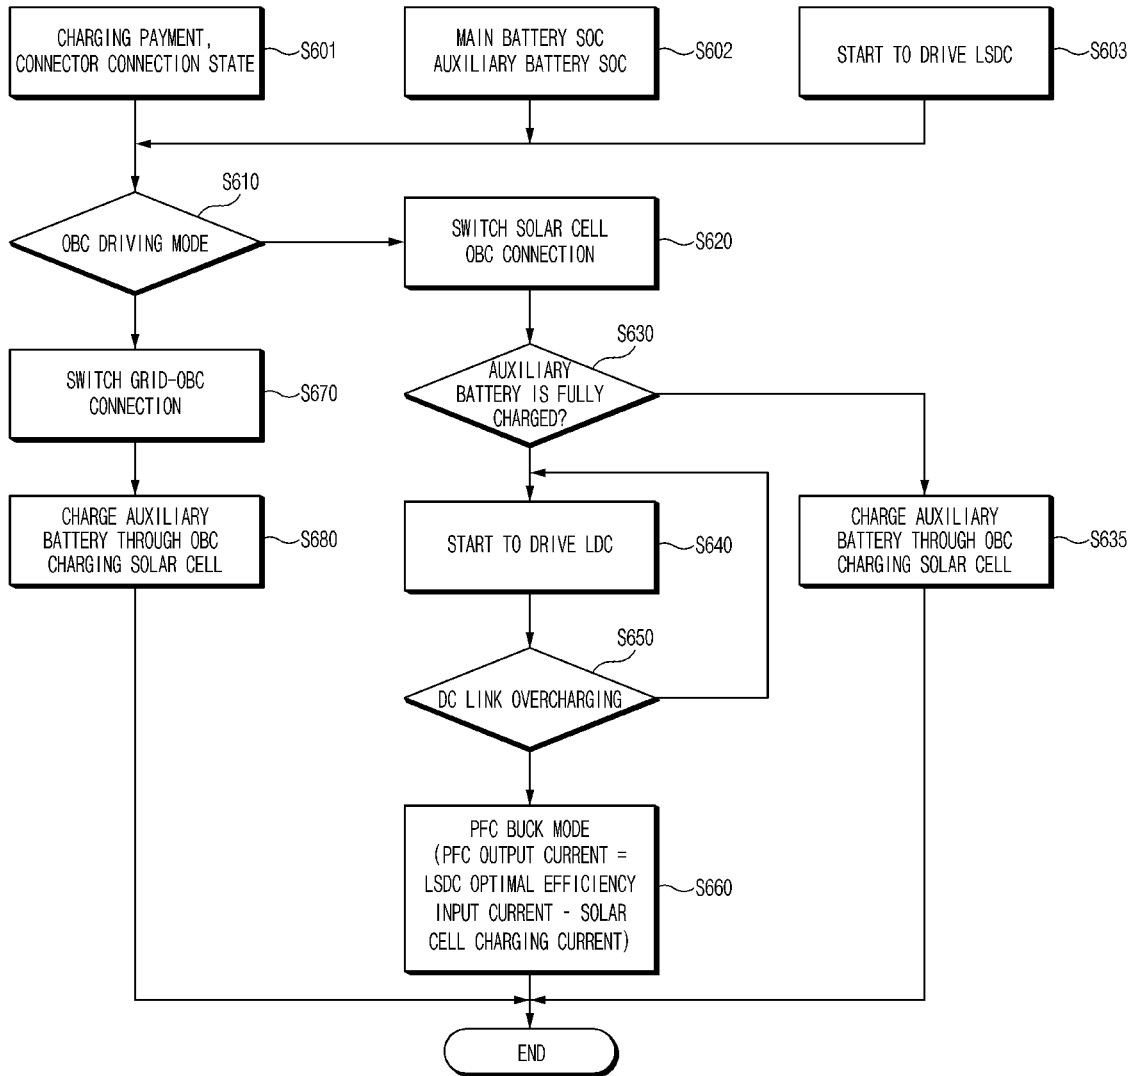 CHARGING PAYMENT,
CONNECTOR CONNECTION STATE
S601
MAIN BATTERY SOC
AUXILIARY BATTERY SOC
S602
START TO DRIVE LSDC
S603
S610
OBC DRIVING MODE
SWITCH SOLAR CELL
OBC CONNECTION
S620
S630
AUXILIARY
BATTERY IS FULLY
CHARGED?
SWITCH GRID-OBC
CONNECTION
S670
CHARGE AUXILIARY
BATTERY THROUGH OBC
CHARGING SOLAR CELL
S680
START TO DRIVE LDC
S640
CHARGE AUXILIARY
BATTERY THROUGH OBC
CHARGING SOLAR CELL
S635
S650
DC LINK OVERCHARGING
PFC BUCK MODE
(PFC OUTPUT CURRENT =
LSDC OPTIMAL EFFICIENCY
INPUT CURRENT - SOLAR
CELL CHARGING CURRENT)
S660
END